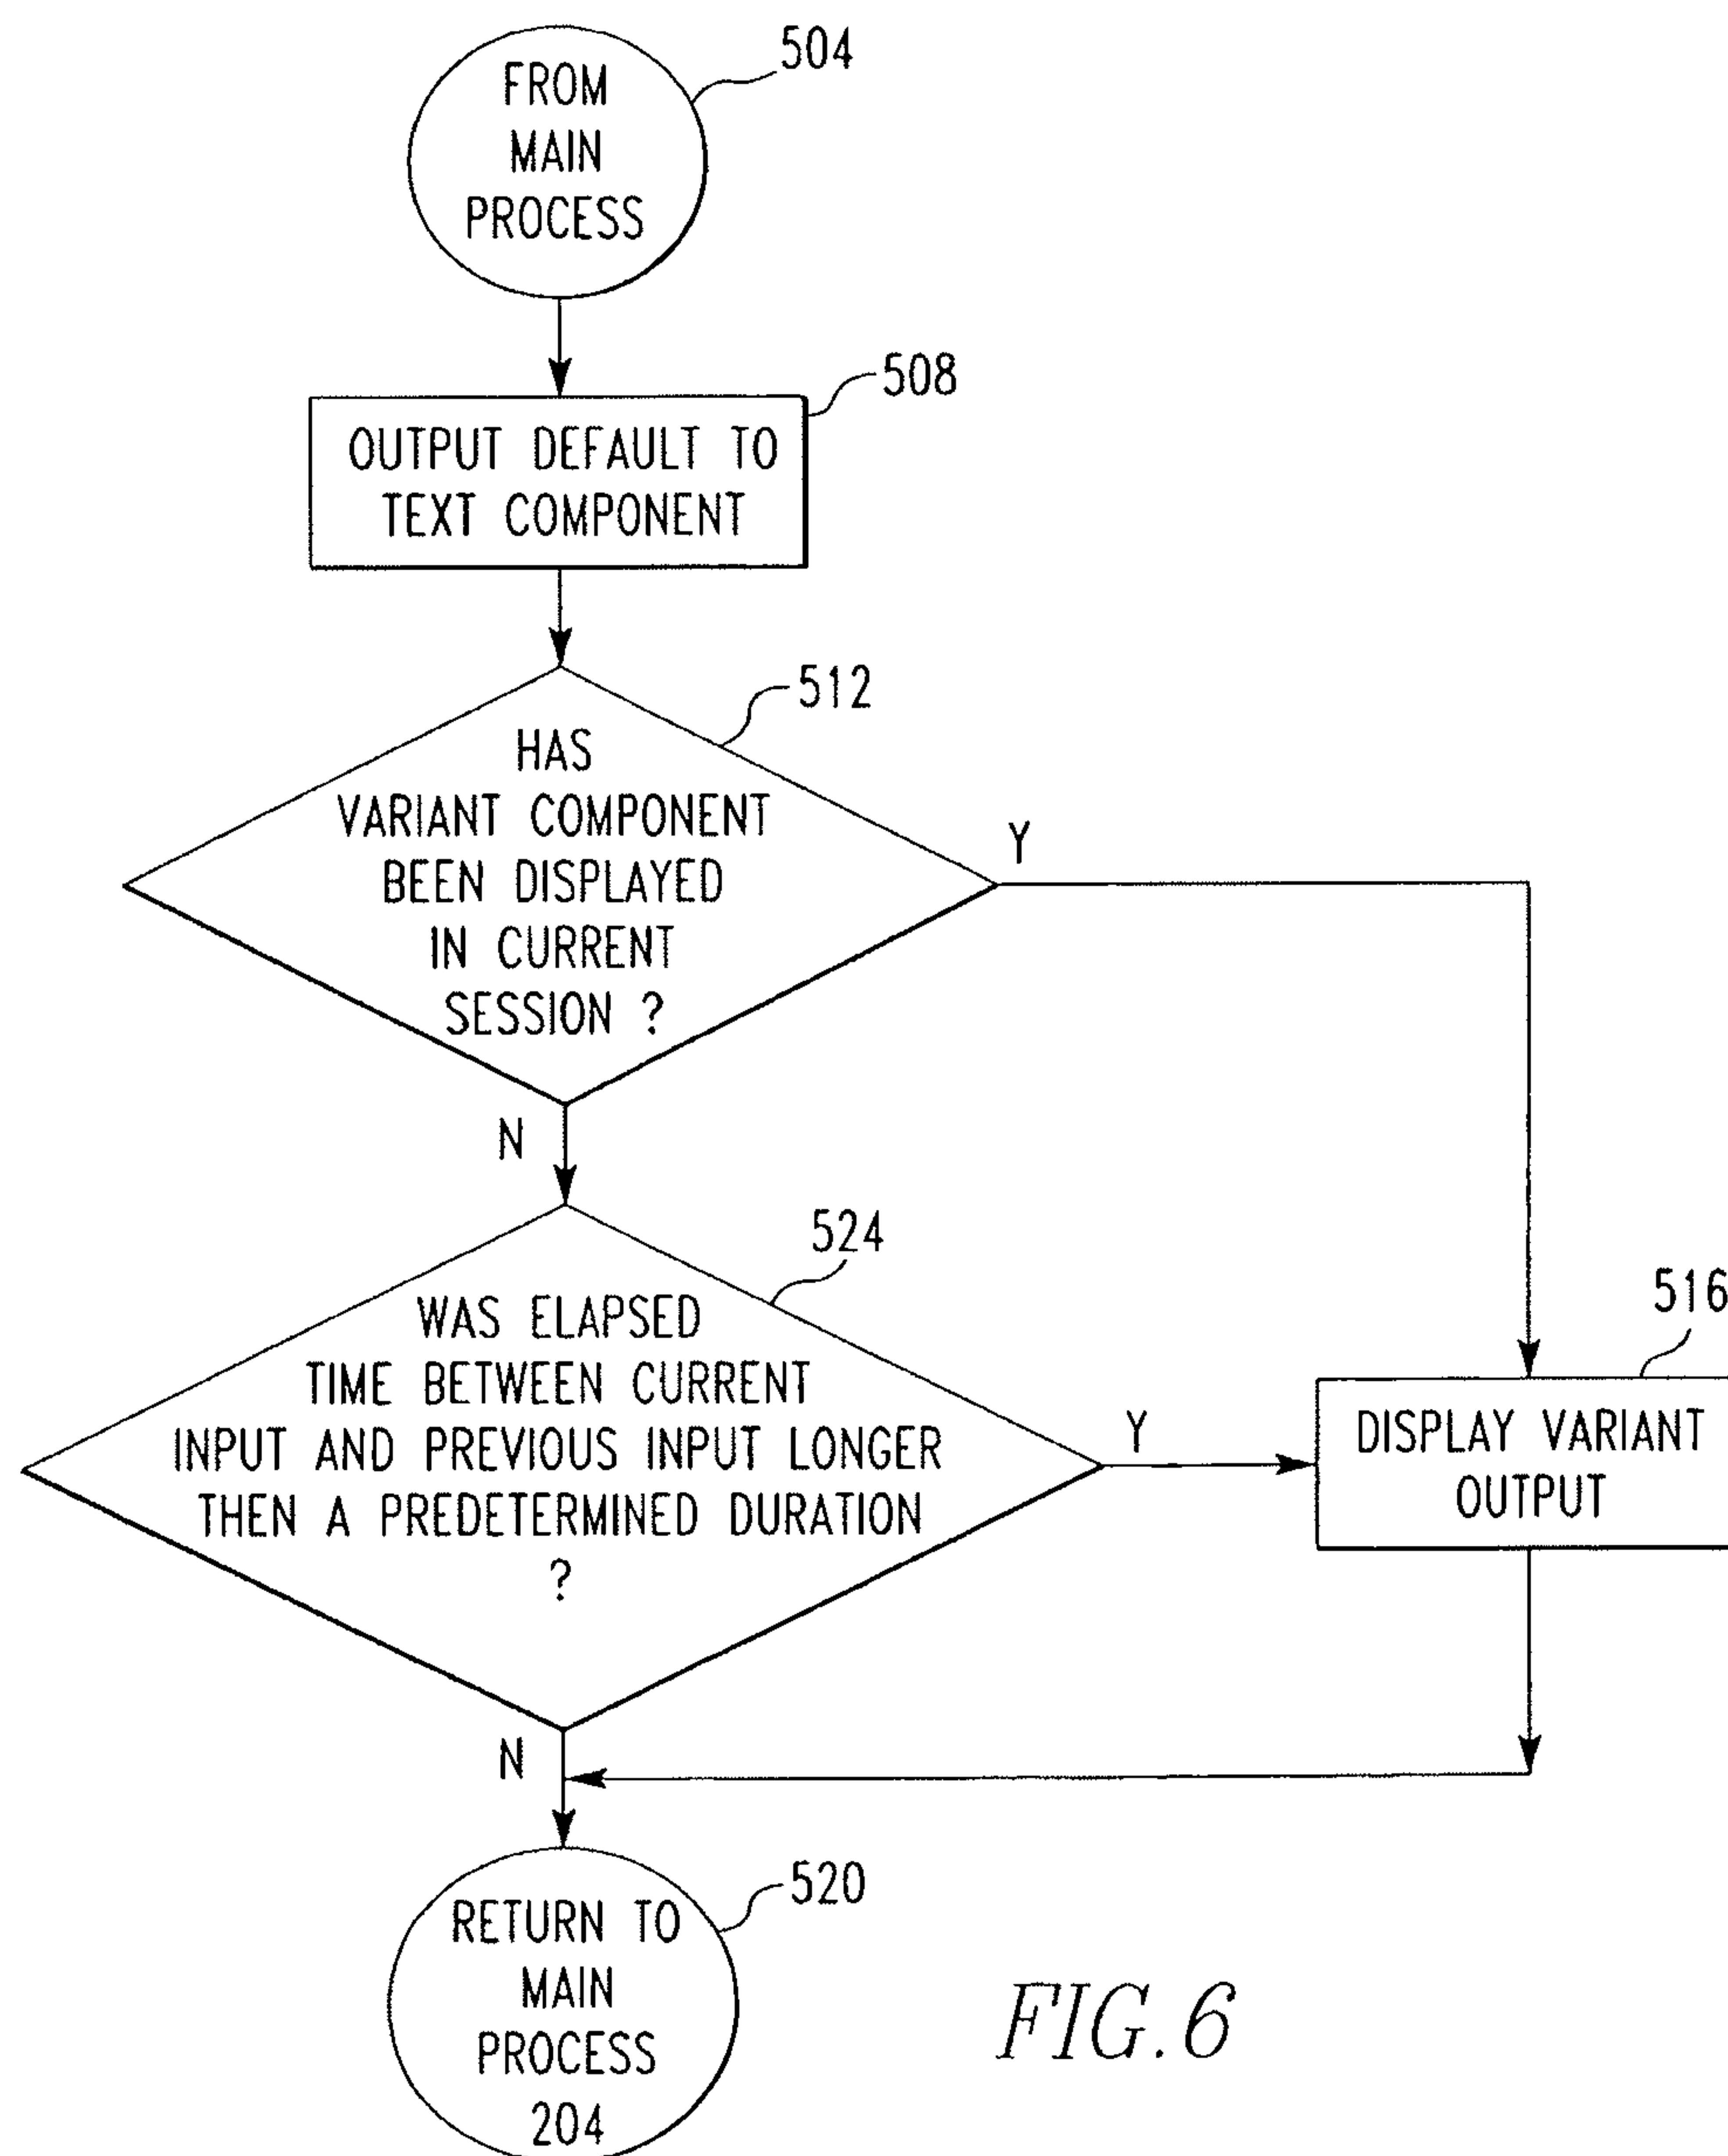 504
FROM
MAIN
PROCESS
508
OUTPUT DEFAULT TO
TEXT COMPONENT
512
HAS
VARIANT COMPONENT
BEEN DISPLAYED
IN CURRENT
SESSION ?
Y
N
524
WAS ELAPSED
TIME BETWEEN CURRENT
INPUT AND PREVIOUS INPUT LONGER
THEN A PREDETERMINED DURATION
?
Y
516
DISPLAY VARIANT
OUTPUT
N
520
RETURN TO
MAIN
PROCESS
204
FIG. 6